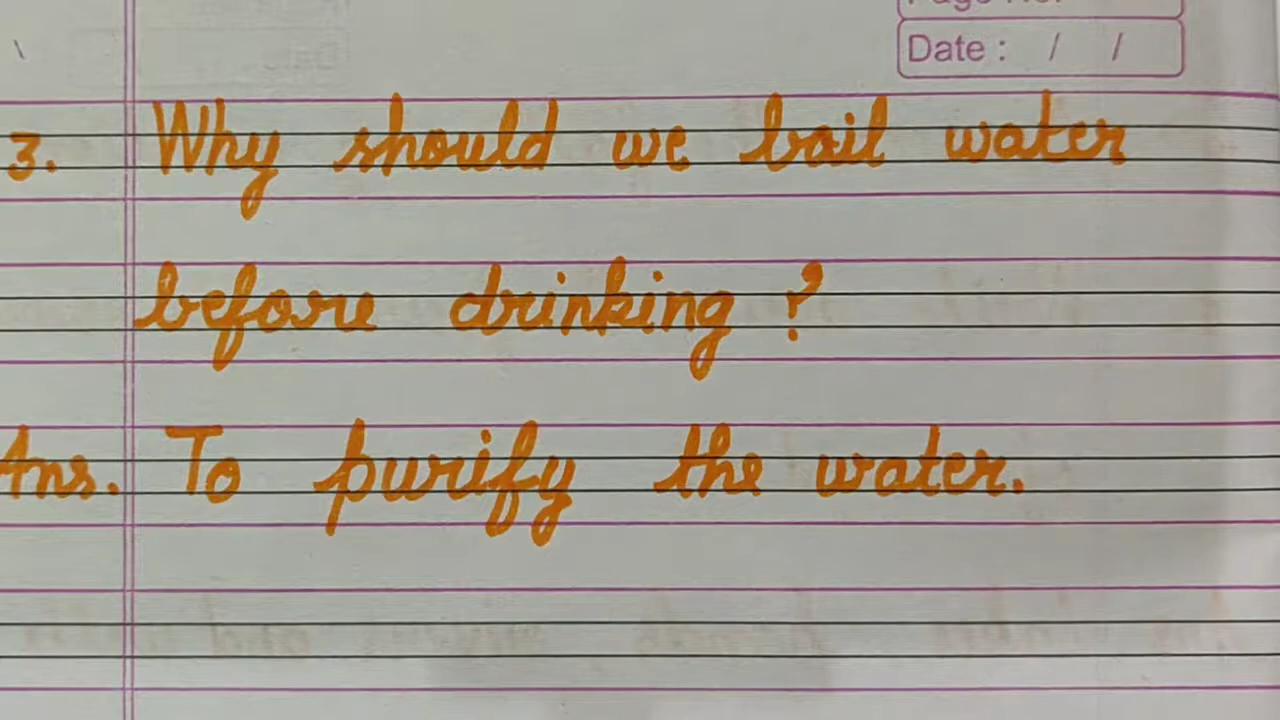 Date : / /
3. Why should we boil water
before drinking ?
Ans. To purify the water.